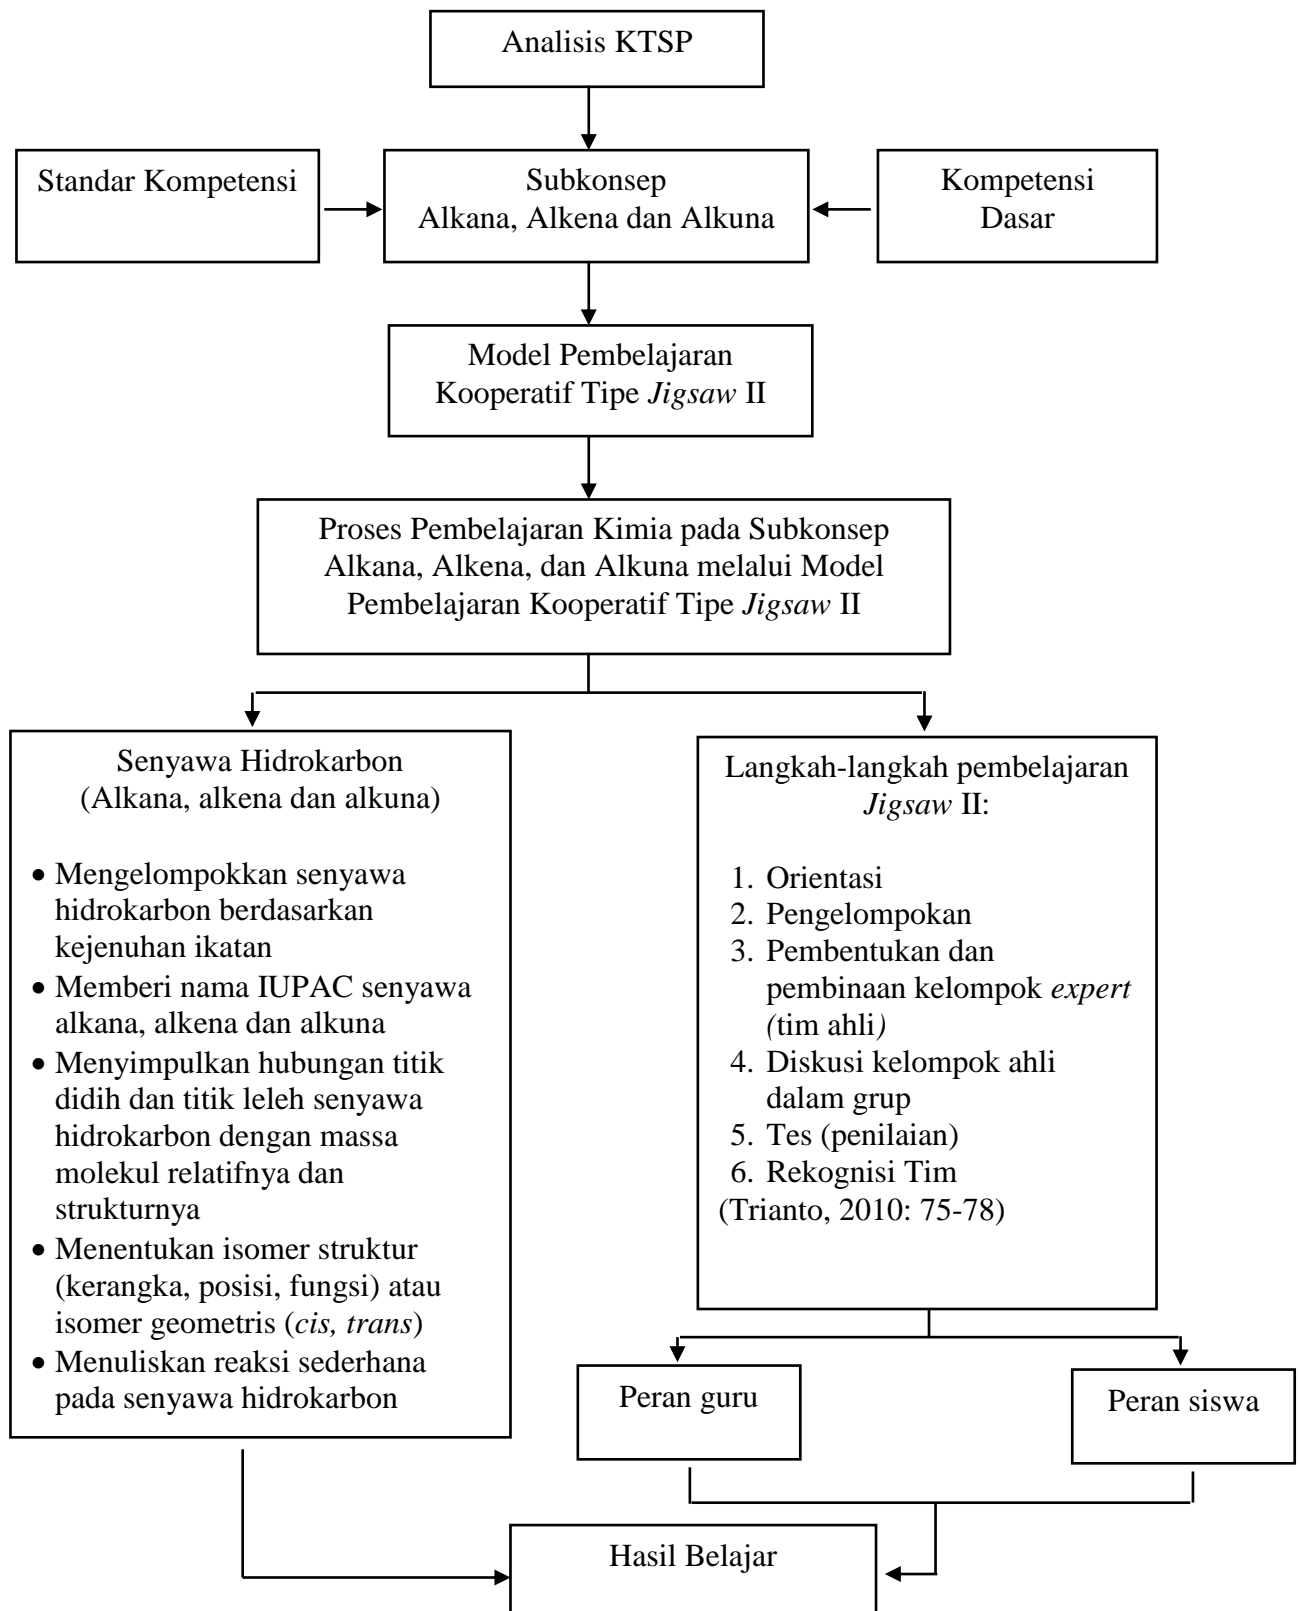 Analisis KTSP
Standar Kompetensi
Subkonsep
Alkana, Alkena dan Alkuna
Kompetensi
Dasar
Model Pembelajaran
Kooperatif Tipe Jigsaw II
Proses Pembelajaran Kimia pada Subkonsep
Alkana, Alkena, dan Alkuna melalui Model
Pembelajaran Kooperatif Tipe Jigsaw II
Senyawa Hidrokarbon
(Alkana, alkena dan alkuna)
• Mengelompokkan senyawa
hidrokarbon berdasarkan
kejenuhan ikatan
• Memberi nama IUPAC senyawa
alkana, alkena dan alkuna
• Menyimpulkan hubungan titik
didih dan titik leleh senyawa
hidrokarbon dengan massa
molekul relatifnya dan
strukturnya
• Menentukan isomer struktur
(kerangka, posisi, fungsi) atau
isomer geometris (cis, trans)
• Menuliskan reaksi sederhana
pada senyawa hidrokarbon
Langkah-langkah pembelajaran
Jigsaw II:
1. Orientasi
2. Pengelompokan
3. Pembentukan dan
pembinaan kelompok expert
(tim ahli)
4. Diskusi kelompok ahli
dalam grup
5. Tes (penilaian)
6. Rekognisi Tim
(Trianto, 2010: 75-78)
Peran guru
Peran siswa
Hasil Belajar